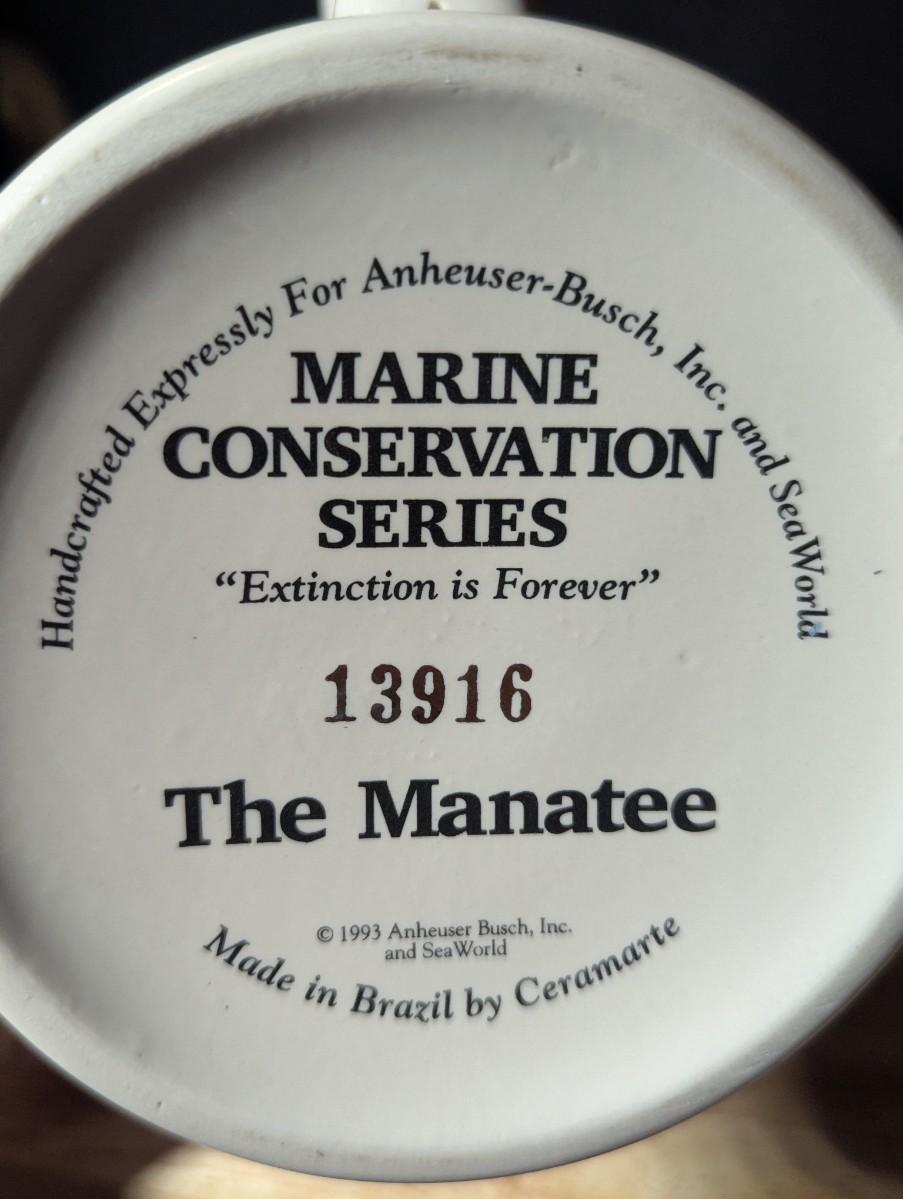 Handcrafted Expressly For Anheuser-Busch, Inc. and SeaWorld
MARINE
CONSERVATION
SERIES
“Extinction is Forever”
13916
The Manatee
© 1993 Anheuser Busch, Inc.
and SeaWorld
Made in Brazil by Ceramarte